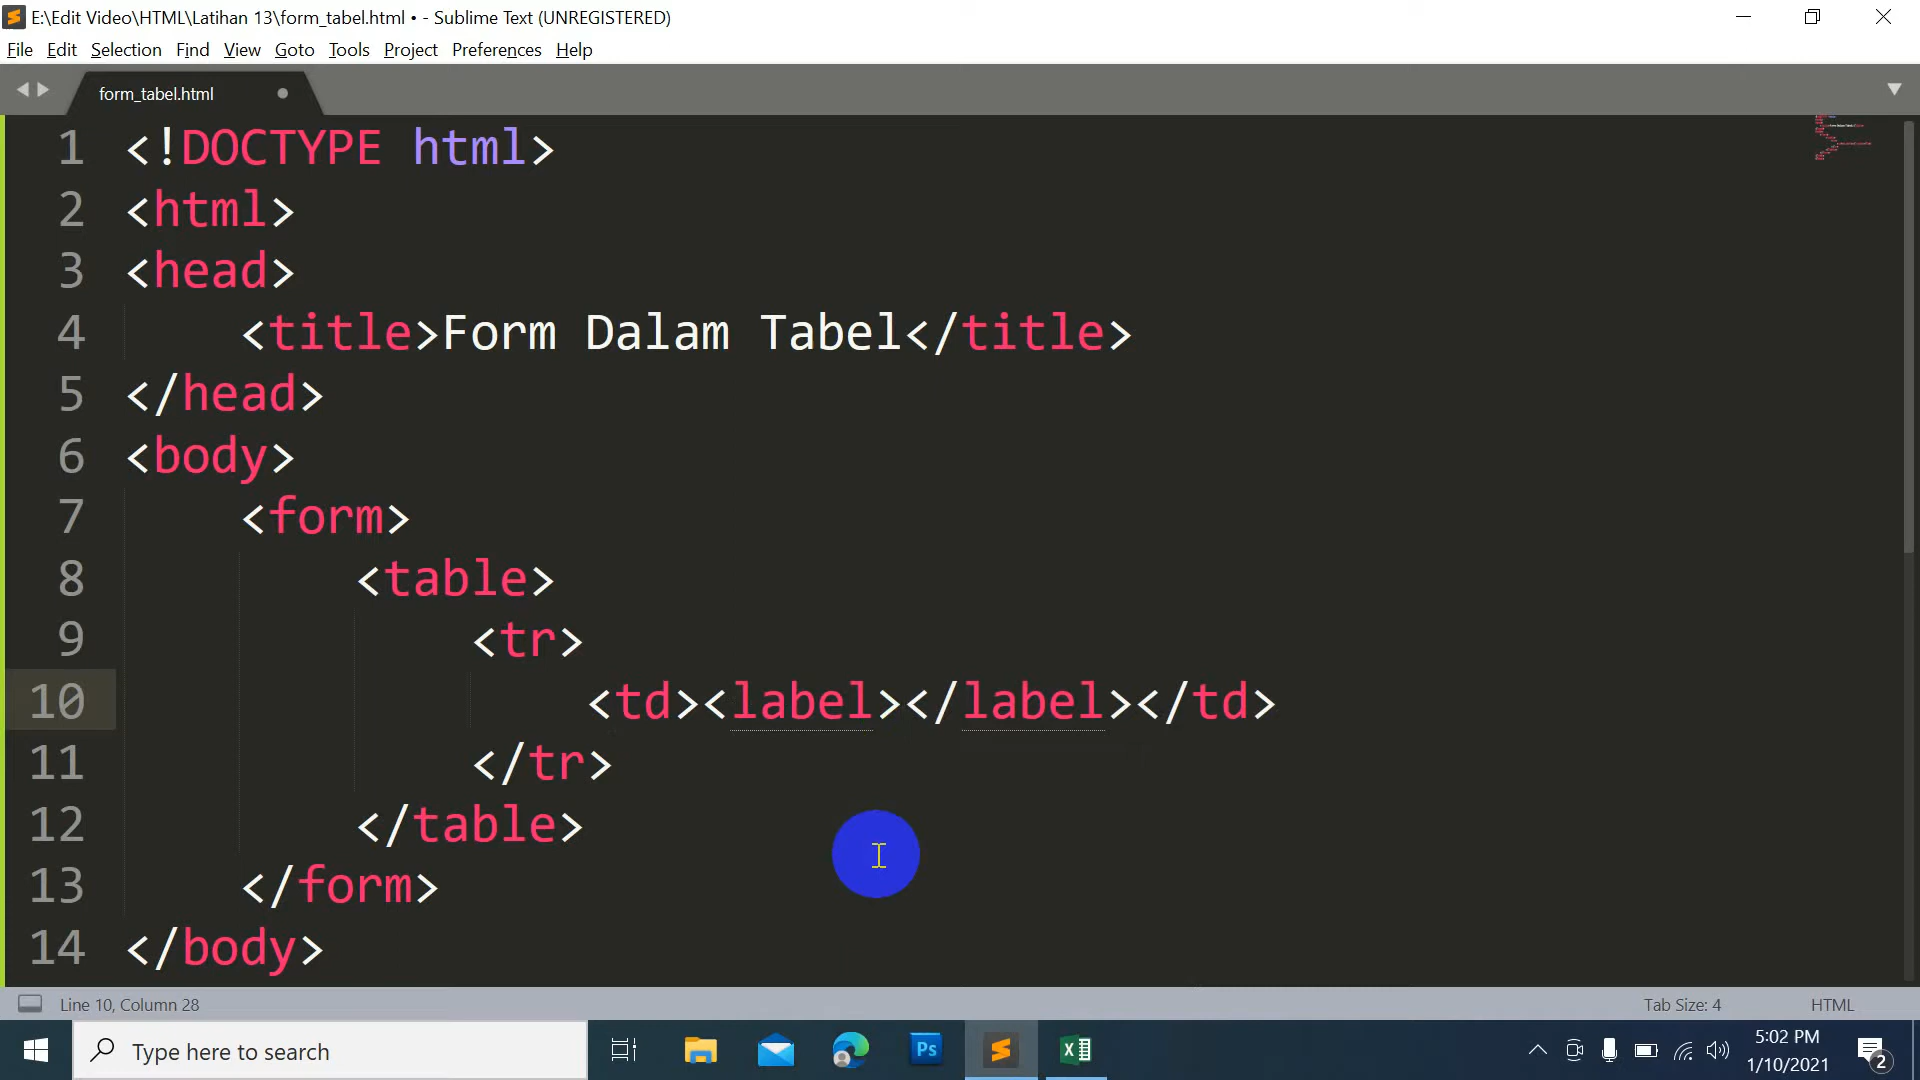 E:\Edit Video\HTML\Latihan 13\form_tabel.html • - Sublime Text (UNREGISTERED)
File Edit Selection Find View Goto Tools Project Preferences Help
form_tabel.html
1 <!DOCTYPE html>
2 <html>
3 <head>
4 <title>Form Dalam Tabel</title>
5 </head>
6 <body>
7 <form>
8 <table>
9 <tr>
10 <td><label></label></td>
11 </tr>
12 </table>
13 </form>
14 </body>
Line 10, Column 28
Tab Size: 4
HTML
Type here to search
Ps
5:02 PM
1/10/2021
2